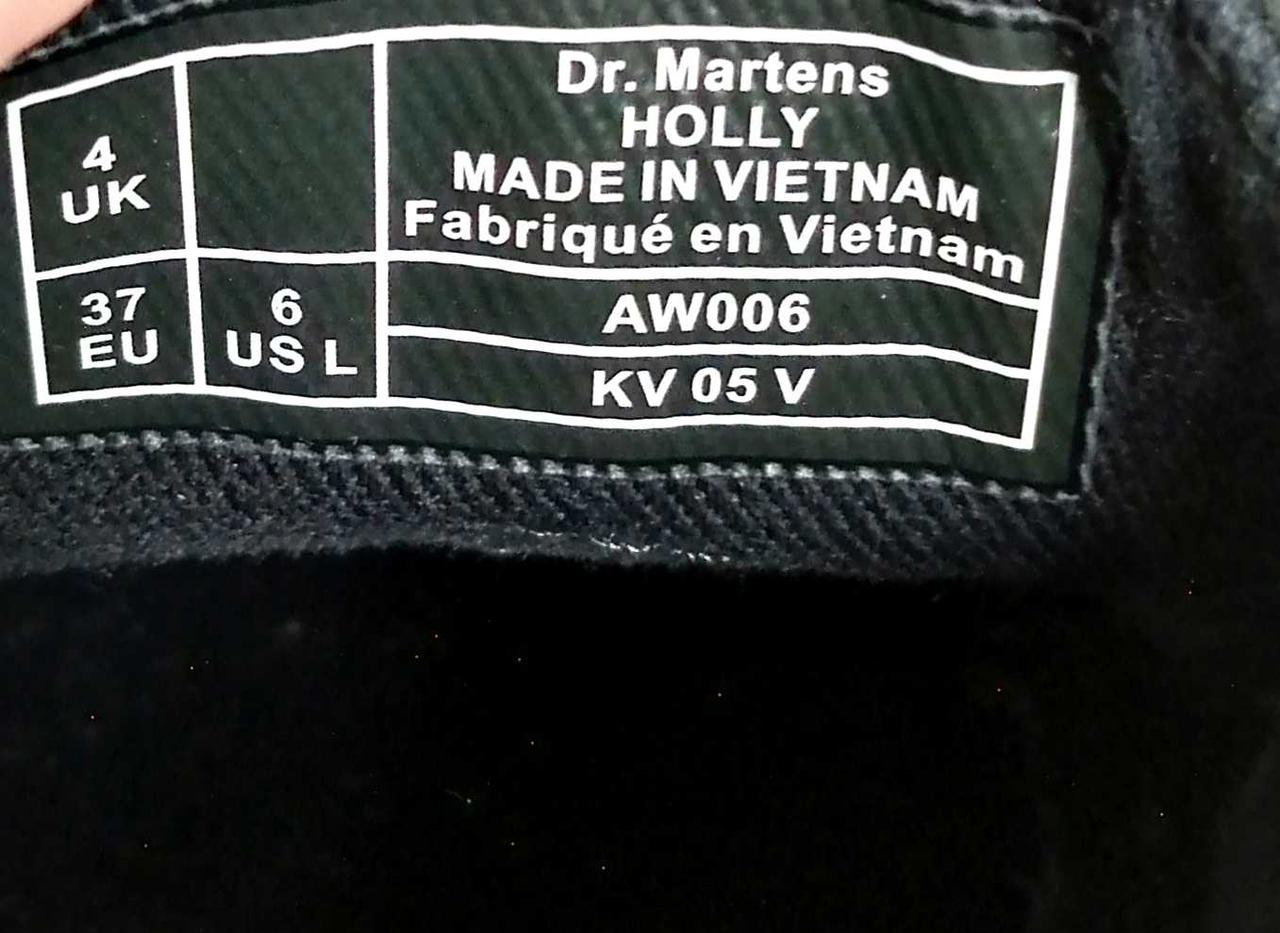 4
UK
37
EU
6
US L
Dr. Martens
HOLLY
MADE IN VIETNAM
Fabriqué en Vietnam
AW006
KV 05 V